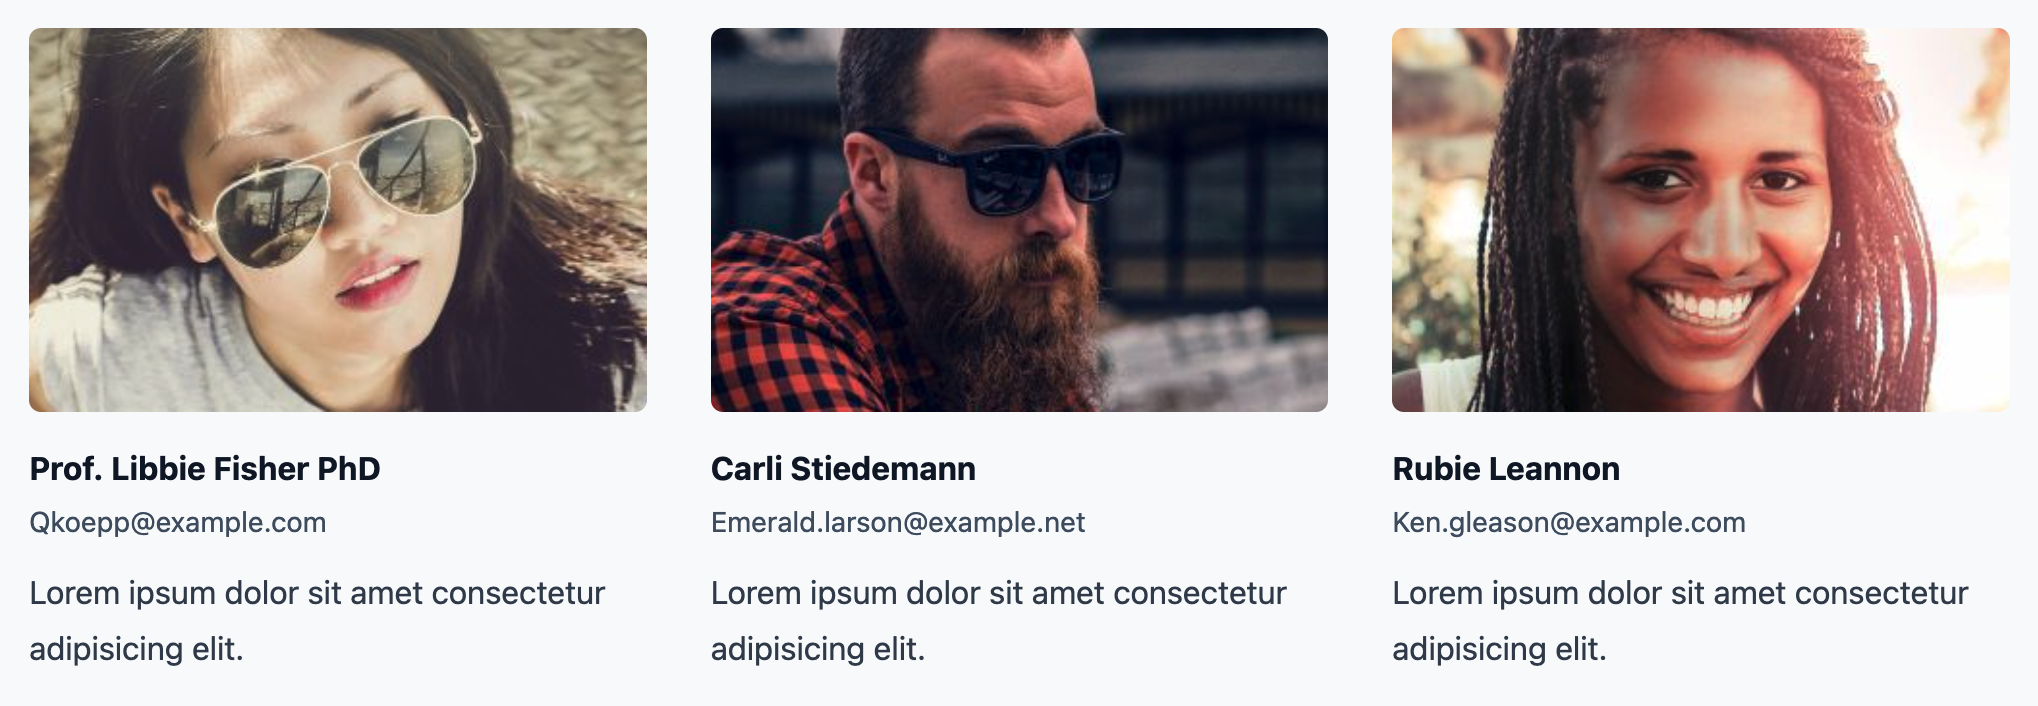 Prof. Libbie Fisher PhD
Qkoepp@example.com
Lorem ipsum dolor sit amet consectetur
adipisicing elit.
Carli Stiedemann
Emerald.larson@example.net
Lorem ipsum dolor sit amet consectetur
adipisicing elit.
Rubie Leannon
Ken.gleason@example.com
Lorem ipsum dolor sit amet consectetur
adipisicing elit.